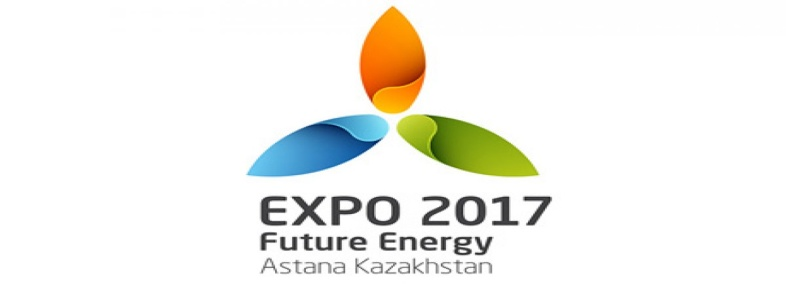 EXPO 2017
Future Energy
Astana Kazakhstan